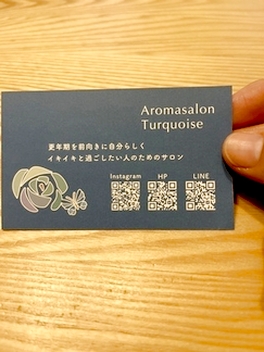 Aromasalon
Turquoise
更年期を前向きに自分らしく
イキイキと過ごしたい人のためのサロン
Instagram HP LINE